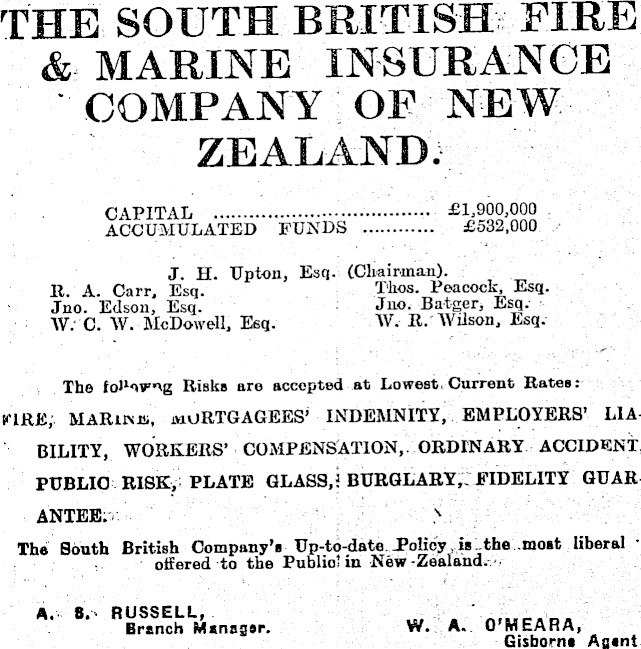 THE SOUTH BRITISH FIRE
& MARINE INSURANCE
COMPANY OF NEW
ZEALAND.
CAPITAL .................................. £1,900,000
ACCUMULATED FUNDS ............ £532,000
J. H. Upton, Esq. (Chairman).
R. A. Carr, Esq. Thos. Peacock, Esq.
Jno. Edson, Esq. Jno. Batger, Esq.
W. C. W. McDowell, Esq. W. R. Wilson, Esq.
The following Risks are accepted at Lowest Current Rates:
FIRE, MARINE, MORTGAGEES' INDEMNITY, EMPLOYERS' LIA-
BILITY, WORKERS' COMPENSATION, ORDINARY ACCIDENT,
PUBLIC RISK, PLATE GLASS, BURGLARY, FIDELITY GUAR-
ANTEE.
The South British Company's Up-to-date Policy is the most liberal
offered to the Public in New Zealand.
A. S. RUSSELL,
Branch Manager.
W. A. O'MEARA,
Gisborne Agent